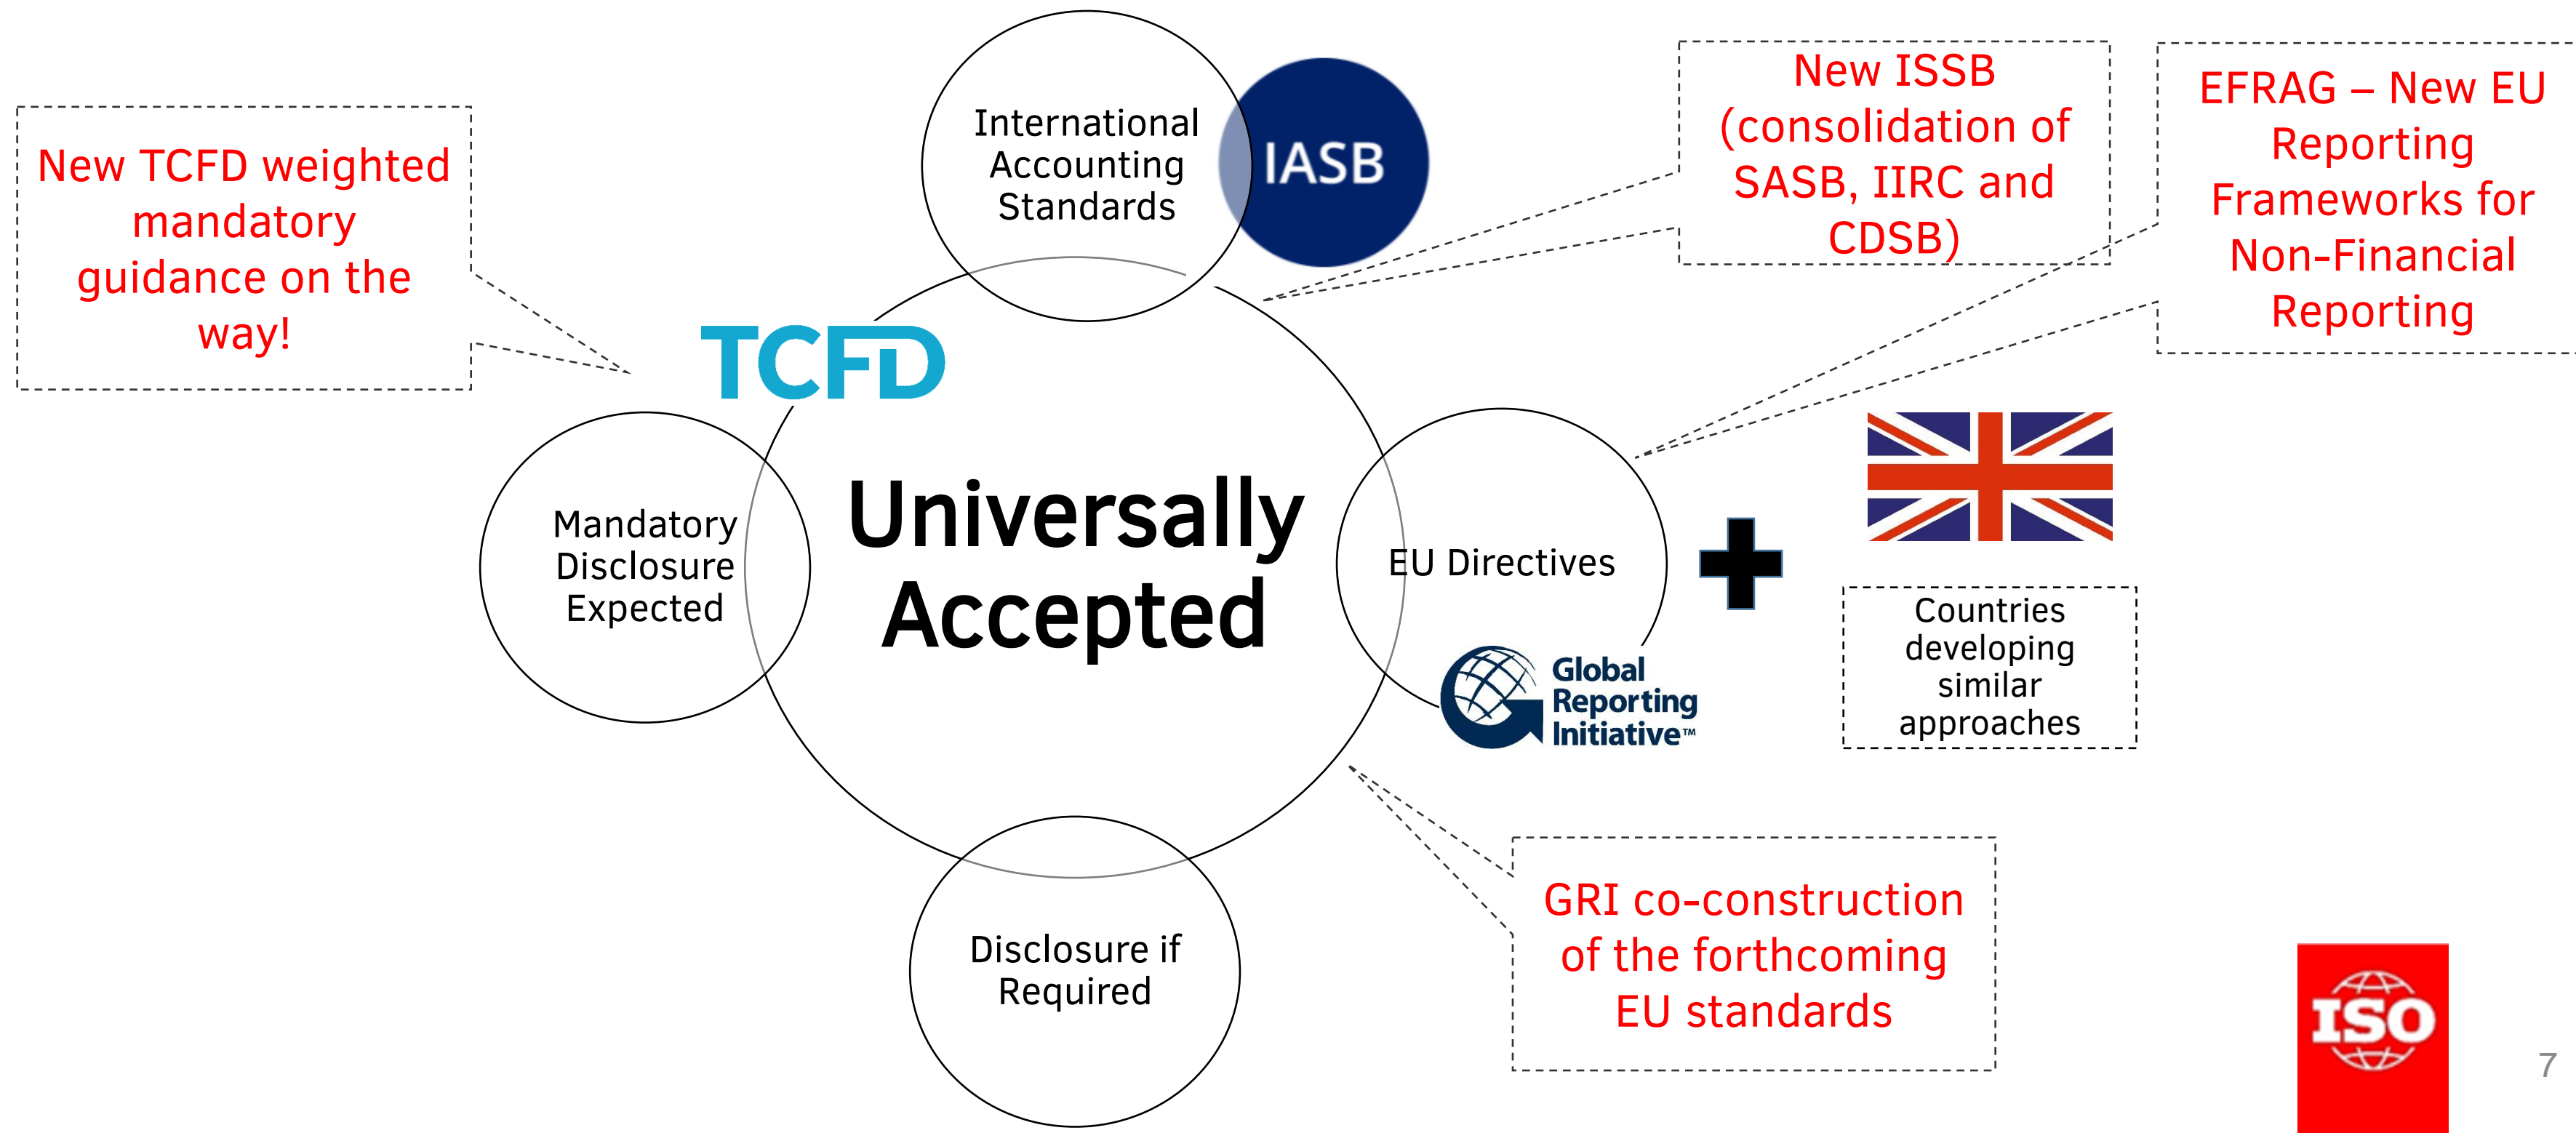 New TCFD weighted
mandatory
guidance on the
way!
International
Accounting
Standards
IASB
New ISSB
(consolidation of
SASB, IIRC and
CDSB)
EFRAG – New EU
Reporting
Frameworks for
Non-Financial
Reporting
TCFD
Mandatory
Disclosure
Expected
Universally
Accepted
EU Directives
Global
Reporting
Initiative™
Countries
developing
similar
approaches
Disclosure if
Required
GRI co-construction
of the forthcoming
EU standards
ISO
7